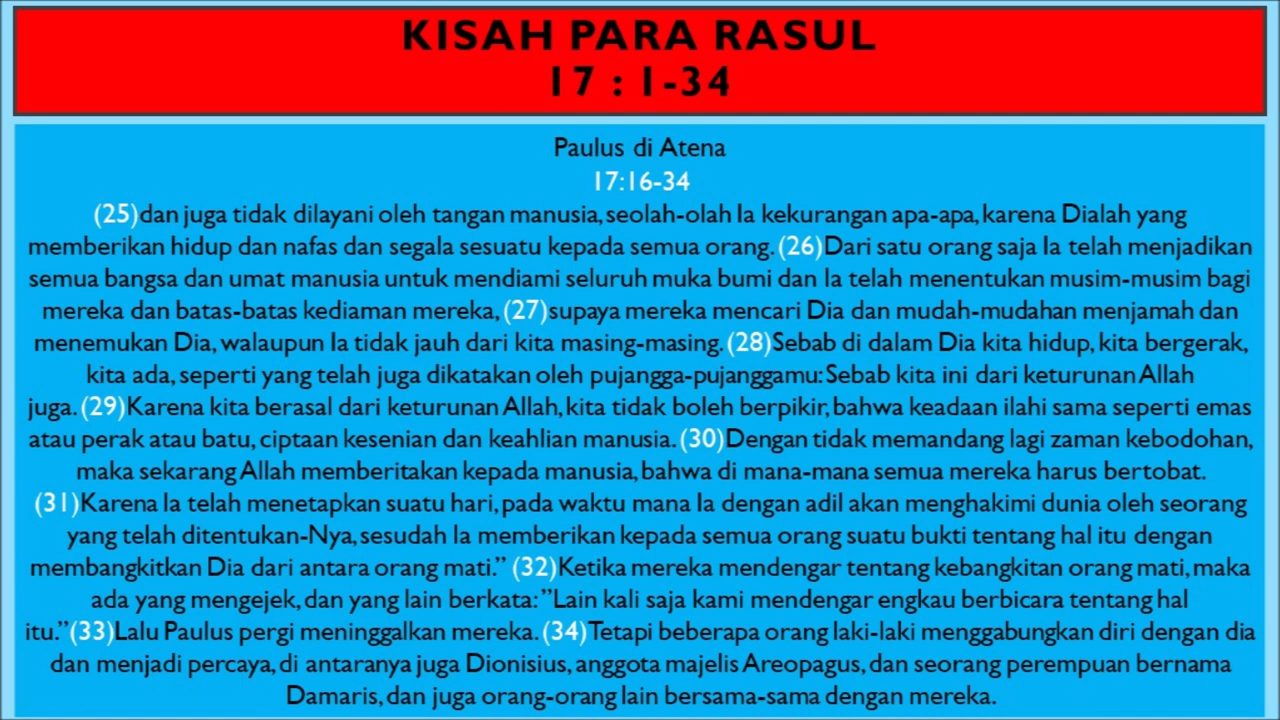 KISAH PARA RASUL
17 : 1-34
Paulus di Atena
17:16-34
(25)dan juga tidak dilayani oleh tangan manusia, seolah-olah Ia kekurangan apa-apa, karena Dialah yang
memberikan hidup dan nafas dan segala sesuatu kepada semua orang. (26)Dari satu orang saja Ia telah menjadikan
semua bangsa dan umat manusia untuk mendiami seluruh muka bumi dan Ia telah menentukan musim-musim bagi
mereka dan batas-batas kediaman mereka, (27)supaya mereka mencari Dia dan mudah-mudahan menjamah dan
menemukan Dia, walaupun Ia tidak jauh dari kita masing-masing. (28)Sebab di dalam Dia kita hidup, kita bergerak,
kita ada, seperti yang telah juga dikatakan oleh pujangga-pujanggamu: Sebab kita ini dari keturunan Allah
juga. (29)Karena kita berasal dari keturunan Allah, kita tidak boleh berpikir, bahwa keadaan ilahi sama seperti emas
atau perak atau batu, ciptaan kesenian dan keahlian manusia. (30)Dengan tidak memandang lagi zaman kebodohan,
maka sekarang Allah memberitakan kepada manusia, bahwa di mana-mana semua mereka harus bertobat.
(31)Karena Ia telah menetapkan suatu hari, pada waktu mana Ia dengan adil akan menghakimi dunia oleh seorang
yang telah ditentukan-Nya, sesudah Ia memberikan kepada semua orang suatu bukti tentang hal itu dengan
membangkitkan Dia dari antara orang mati.” (32)Ketika mereka mendengar tentang kebangkitan orang mati, maka
ada yang mengejek, dan yang lain berkata: ”Lain kali saja kami mendengar engkau berbicara tentang hal
itu.”(33)Lalu Paulus pergi meninggalkan mereka. (34)Tetapi beberapa orang laki-laki menggabungkan diri dengan dia
dan menjadi percaya, di antaranya juga Dionisius, anggota majelis Areopagus, dan seorang perempuan bernama
Damaris, dan juga orang-orang lain bersama-sama dengan mereka.